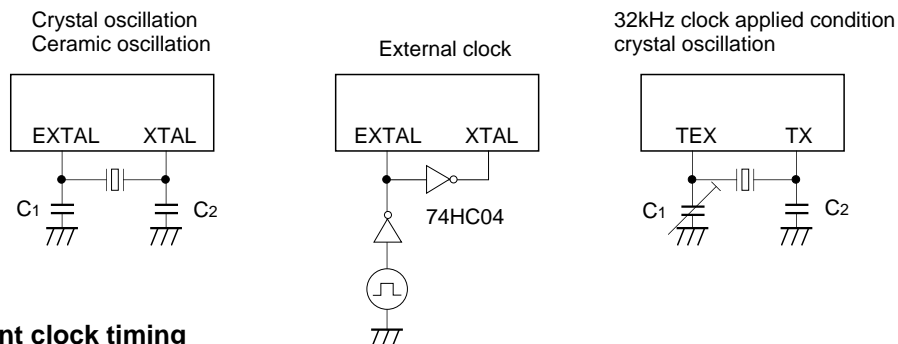 Crystal oscillation
Ceramic oscillation
EXTAL XTAL
C1 C2
External clock
EXTAL XTAL
74HC04
32kHz clock applied condition
crystal oscillation
TEX TX
C1 C2
clock timing